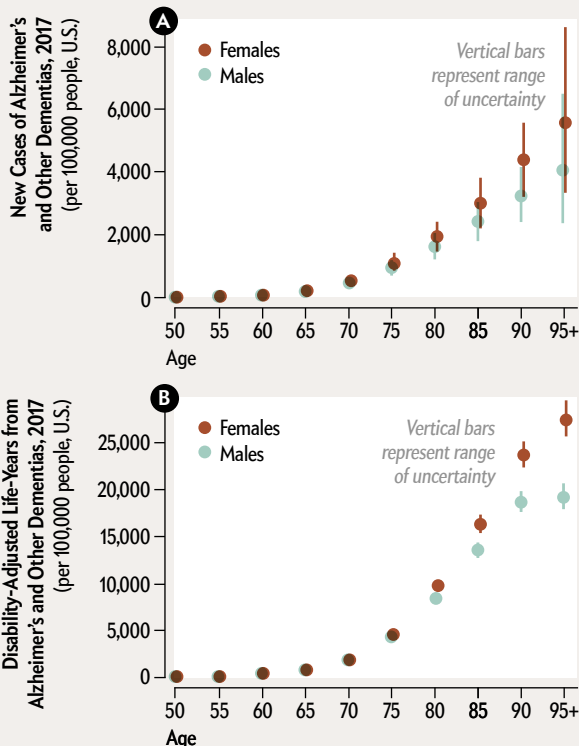 A
New Cases of Alzheimer's
and Other Dementias, 2017
(per 100,000 people, U.S.)
Females
Males
Vertical bars
represent range
of uncertainty
8,000
6,000
4,000
2,000
0
50 55 60 65 70 75 80 85 90 95+
Age
B
Disability-Adjusted Life-Years from
Alzheimer's and Other Dementias, 2017
(per 100,000 people, U.S.)
Females
Males
Vertical bars
represent range
of uncertainty
25,000
20,000
15,000
10,000
5,000
0
50 55 60 65 70 75 80 85 90 95+
Age